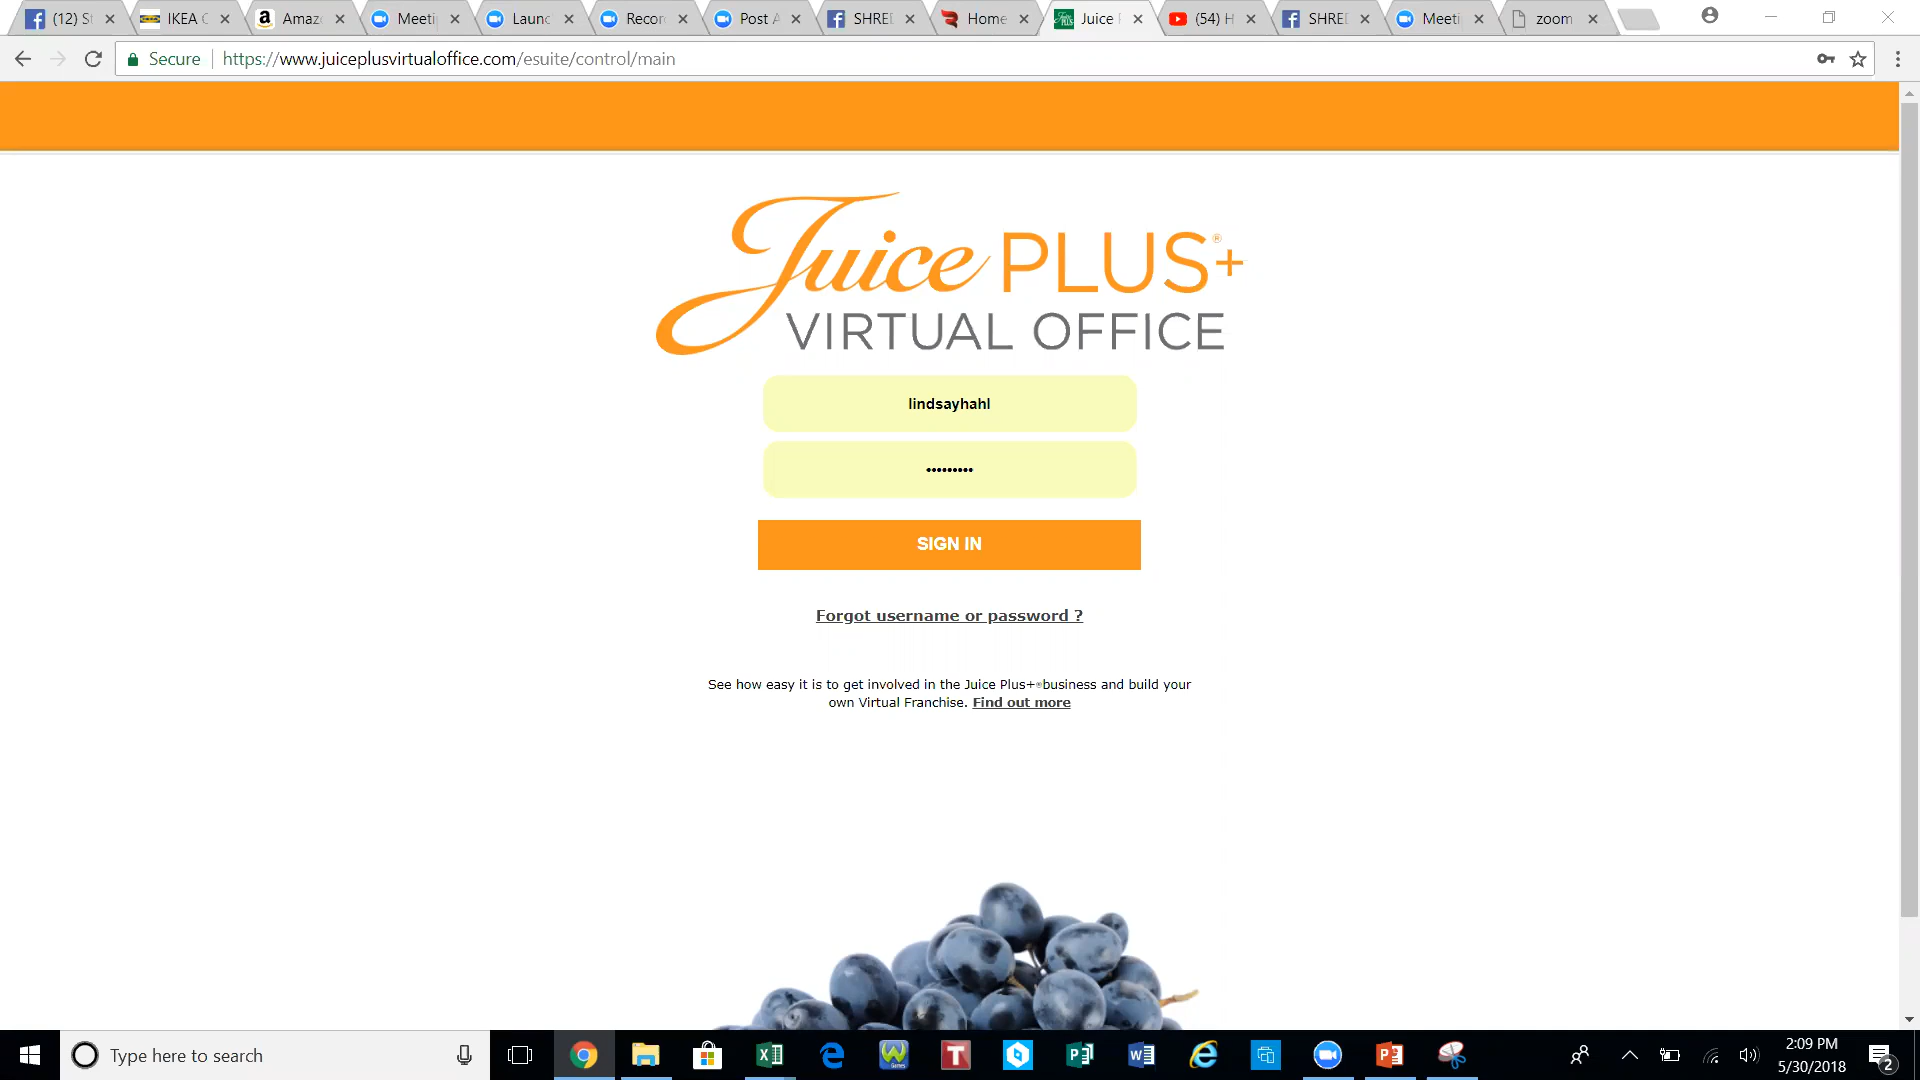 (12) St
IKEA C
Amaz
Meeti
Launc
Recor
Post A
SHRED
Home
Juice P
(54) H
SHRED
Meeti
zoom
Secure
https://www.juiceplusvirtualoffice.com/esuite/control/main
Juice PLUS+®
VIRTUAL OFFICE
lindsayhahl
•••••••••
SIGN IN
Forgot username or password ?
See how easy it is to get involved in the Juice Plus+®business and build your
own Virtual Franchise. Find out more
Type here to search
2:09 PM
5/30/2018
2